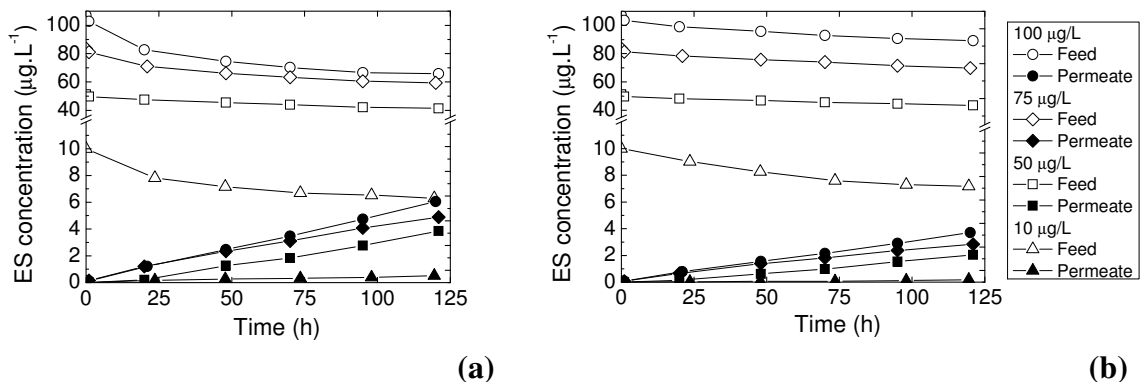 ES concentration (μg.L-1)
100
80
60
40
10
8
6
4
2
0
0 25 50 75 100 125
Time (h)
(a)
ES concentration (μg.L-1)
100
80
60
40
10
8
6
4
2
0
0 25 50 75 100 125
Time (h)
(b)
100 μg/L
Feed
Permeate
75 μg/L
Feed
Permeate
50 μg/L
Feed
Permeate
10 μg/L
Feed
Permeate